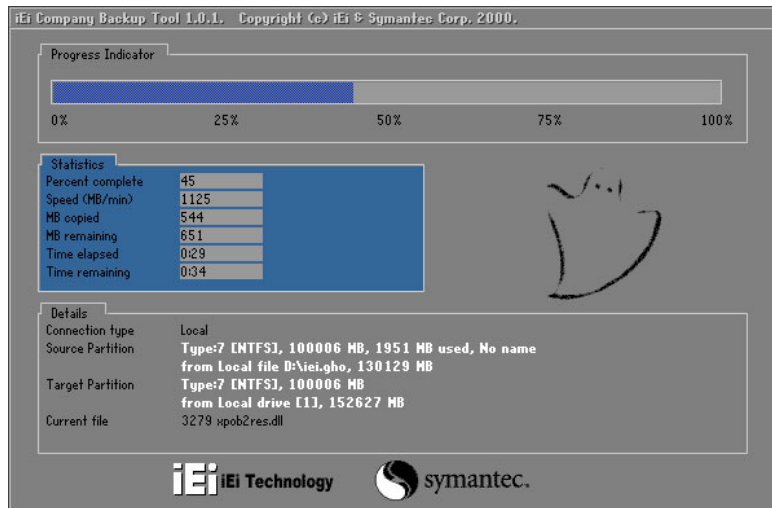 iEi Company Backup Tool 1.0.1. Copyright (c) iEi & Symantec Corp. 2000.
Progress Indicator
0% 25% 50% 75% 100%
Statistics
Percent complete 45
Speed (MB/min) 1125
MB copied 544
MB remaining 651
Time elapsed 0:29
Time remaining 0:34
Details
Connection type Local
Source Partition Type:7 [NTFS], 100006 MB, 1951 MB used, No name
from Local file D:\iei.gho, 130129 MB
Target Partition Type:7 [NTFS], 100006 MB
from Local drive [1], 152627 MB
Current file 3279 xpob2res.dll
iEi iEi Technology symantec.